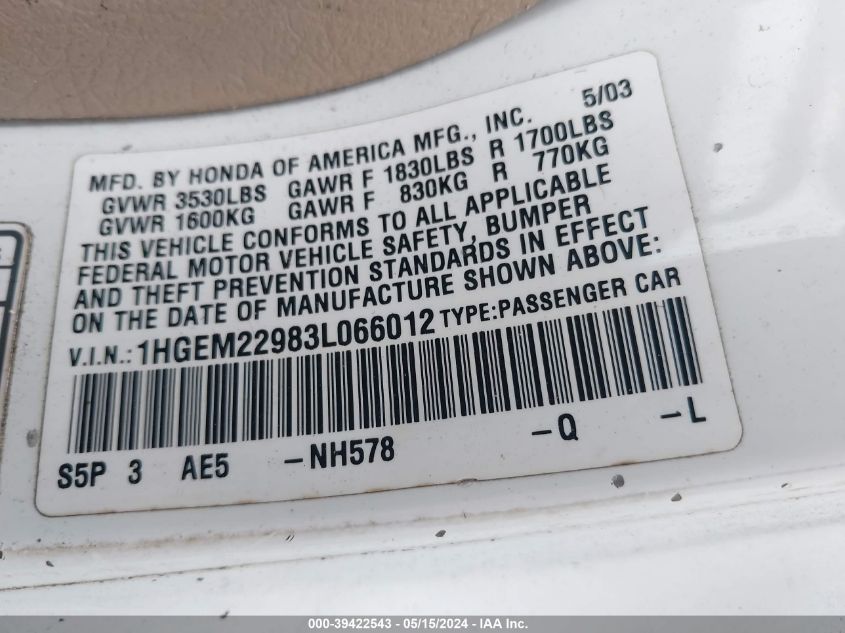 5/03
MFD. BY HONDA OF AMERICA MFG., INC.
GVWR 3530LBS GAWR F 1830LBS R 1700LBS
GVWR 1600KG GAWR F 830KG R 770KG
THIS VEHICLE CONFORMS TO ALL APPLICABLE
FEDERAL MOTOR VEHICLE SAFETY, BUMPER
AND THEFT PREVENTION STANDARDS IN EFFECT
ON THE DATE OF MANUFACTURE SHOWN ABOVE:
V.I.N.: 1HGEM22983L066012 TYPE:PASSENGER CAR
S5P 3 AE5 -NH578 -Q -L
000-39422543 - 05/15/2024 - IAA Inc.